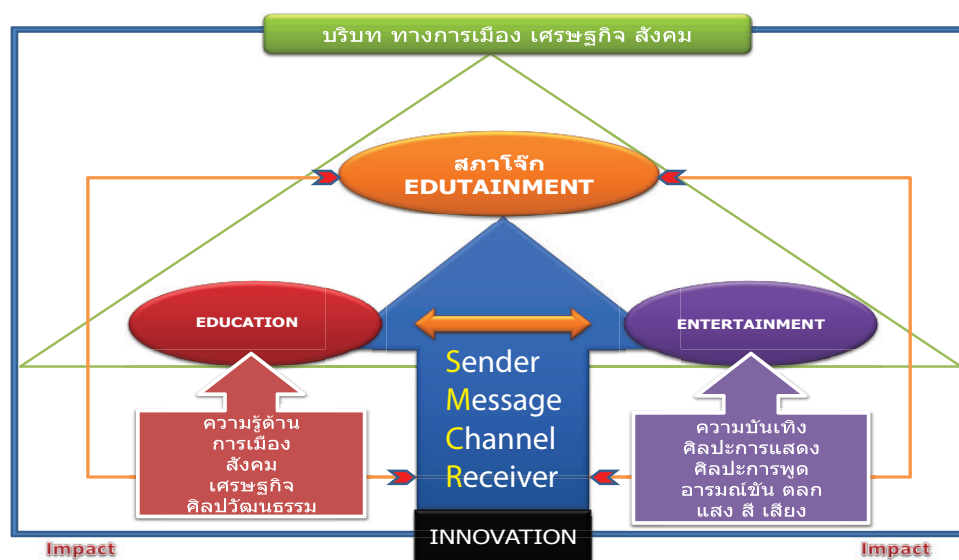 บริบท ทางการเมือง เศรษฐกิจ สังคม
สภาโจ๊ก
EDUTAINMENT
EDUCATION
ENTERTAINMENT
Sender
Message
Channel
Receiver
ความรู้ด้าน
การเมือง
สังคม
เศรษฐกิจ
ศิลปวัฒนธรรม
ความบันเทิง
ศิลปะการแสดง
ศิลปะการพูด
อารมณ์ขัน ตลก
แสง สี เสียง
INNOVATION
Impact
Impact